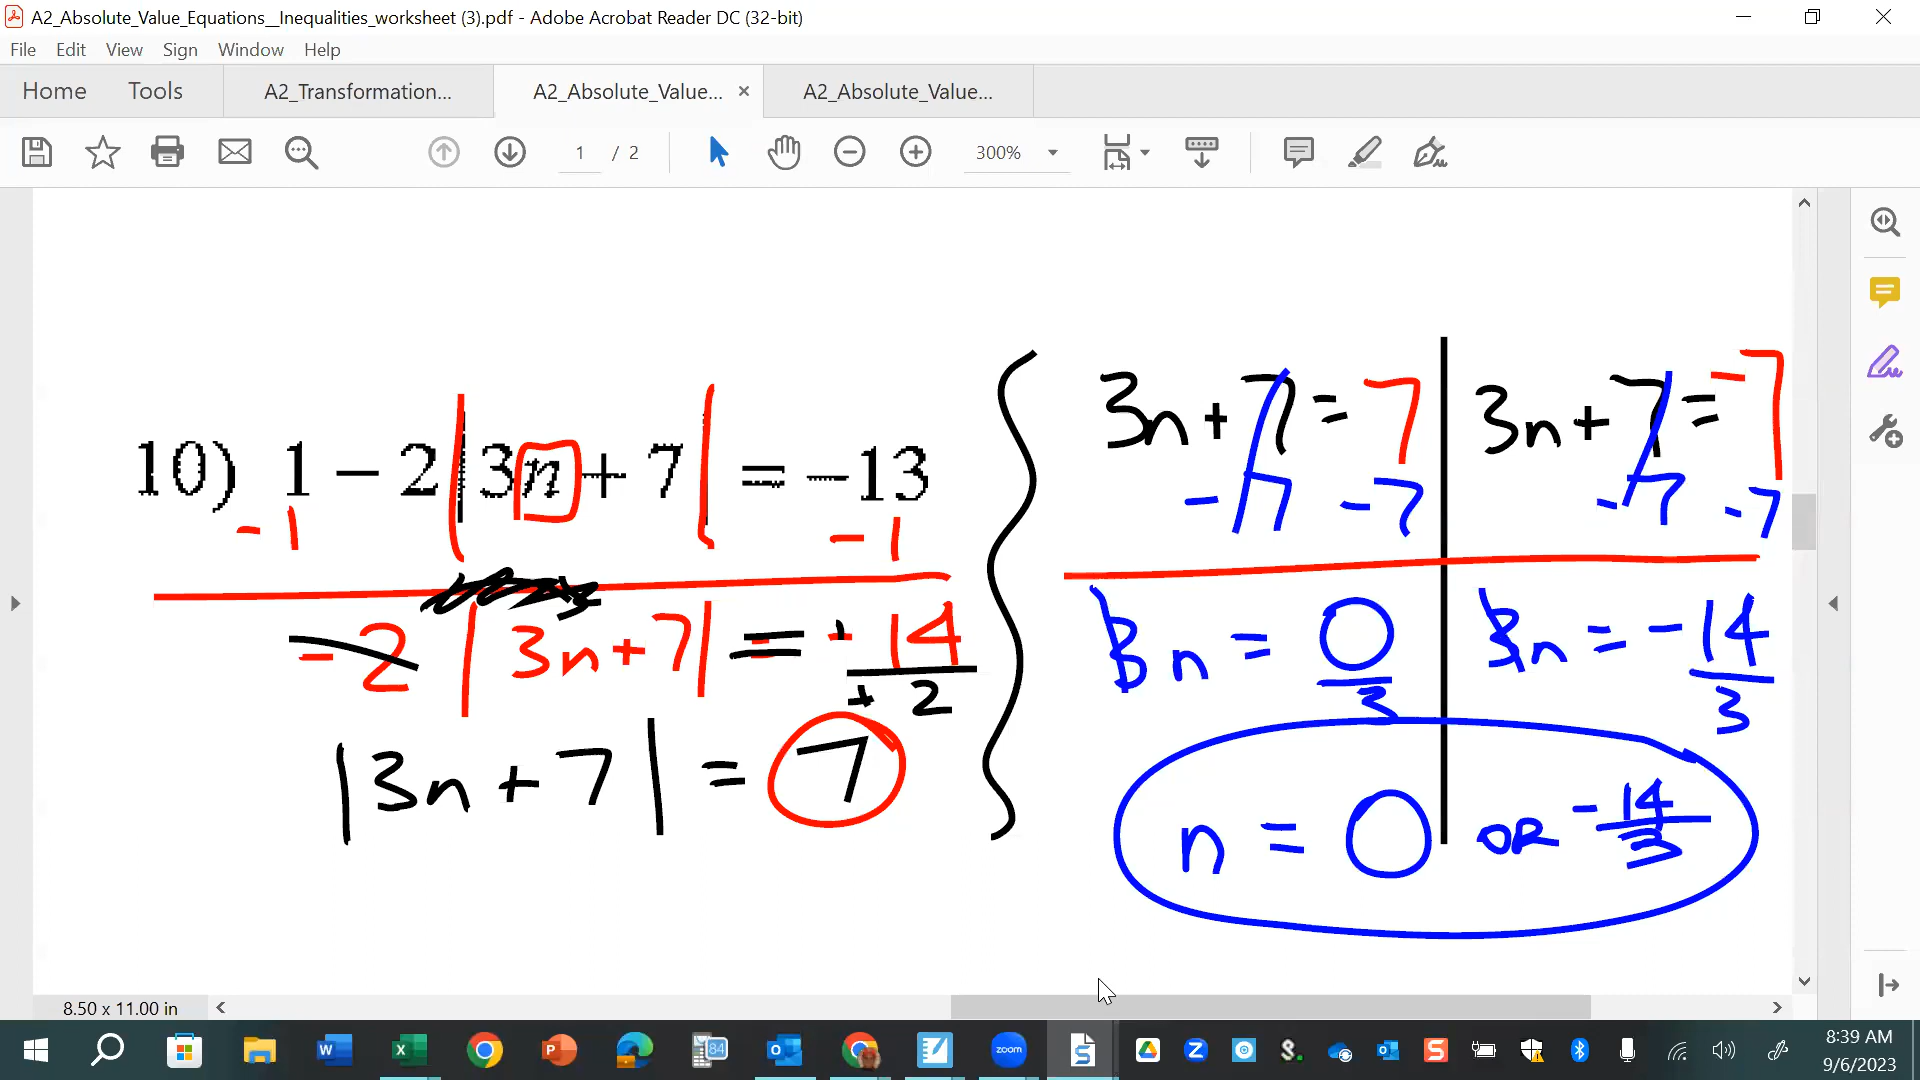 A2_Absolute_Value_Equations__Inequalities_worksheet (3).pdf - Adobe Acrobat Reader DC (32-bit)
File Edit View Sign Window Help
Home Tools A2_Transformation... A2_Absolute_Value... × A2_Absolute_Value...
1 / 2 300%
10) 1 − 2|3n + 7| = −13
- 1 - 1
-2 |3n+7| = + 14
+ 2
|3n + 7| = 7
3n + 7 = 7 3n + 7 = -7
-7 -7 -7 -7
3n = 0 3n = -14
3 3
n = 0 OR -14
3
8.50 x 11.00 in
84
zoom
8:39 AM
9/6/2023